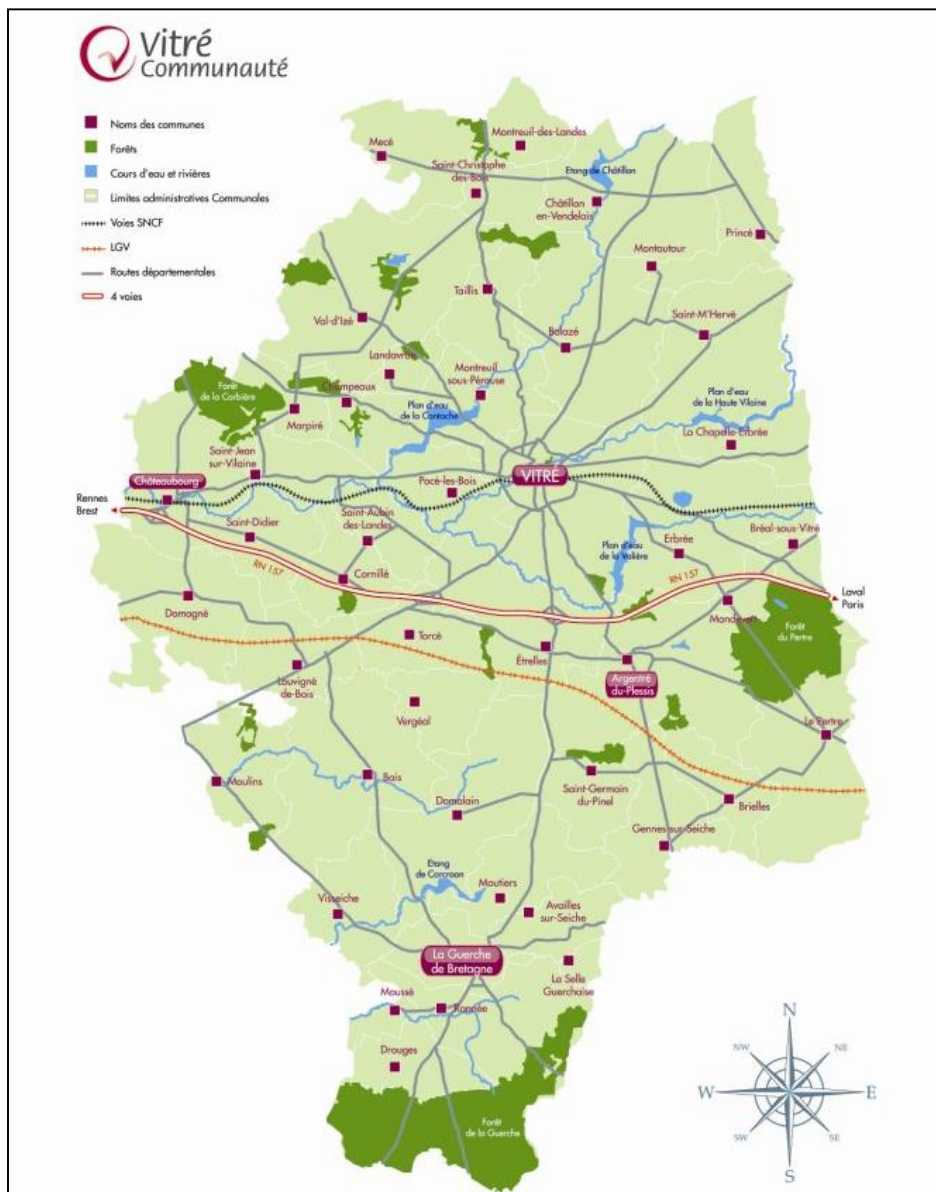 Vitré
Communauté
Noms des communes
Forêts
Cours d'eau et rivières
Limites administratives Communales
Voies SNCF
LGV
Routes départementales
4 voies
Montreuil-des-Landes
Mecé
Saint-Christophe
des-Bois
Etang de Châtillon
Châtillon
en-Vendelais
Princé
Montautour
Taillis
Val-d'Izé
Saint-M'Hervé
Balazé
Landavran
Montreuil
sous-Pérouse
Forêt
de la Corbière
Champeaux
Plan d'eau
de la Haute Vilaine
Plan d'eau
de la Cantache
Marpiré
La Chapelle-Erbrée
Saint-Jean
sur-Vilaine
VITRÉ
Châteaubourg
Pocé-les-Bois
Rennes
Brest
Saint-Didier
Saint-Aubin
des-Landes
Bréal-sous-Vitré
Erbrée
Plan d'eau
de la Valière
RN 157
RN 157
Cornillé
Laval
Paris
Domagné
Mondevert
Forêt
du Pertre
Torcé
Étrelles
Argentré
du-Plessis
Louvigné
de-Bais
Vergéal
Le Pertre
Moulins
Bais
Saint-Germain
du-Pinel
Domalain
Brielles
Gennes-sur-Seiche
Etang
de Carcraon
Moutiers
Visseiche
Availles
sur-Seiche
La Guerche
de Bretagne
La Selle
Guerchaise
Moussé
Rannée
Drouges
Forêt
de la Guerche
N
NW
NE
W
E
SW
SE
S